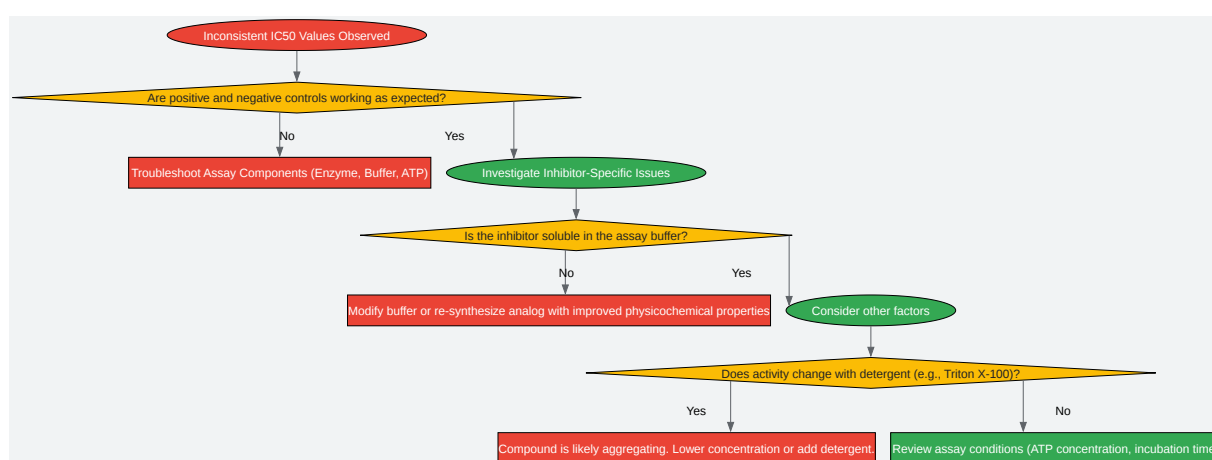 Inconsistent IC50 Values Observed
Are positive and negative controls working as expected?
No
Yes
Troubleshoot Assay Components (Enzyme, Buffer, ATP)
Investigate Inhibitor-Specific Issues
Is the inhibitor soluble in the assay buffer?
No
Yes
Modify buffer or re-synthesize analog with improved physicochemical properties
Consider other factors
Does activity change with detergent (e.g., Triton X-100)?
Yes
No
Compound is likely aggregating. Lower concentration or add detergent.
Review assay conditions (ATP concentration, incubation time